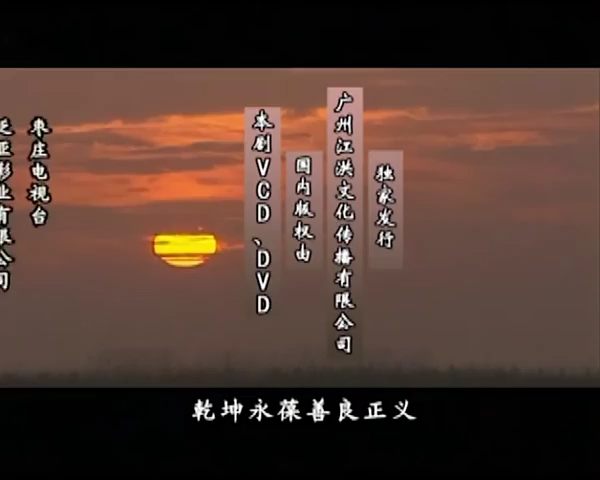 枣庄电视台
亚影业有限公司
本剧VCD、DVD
国内版权由
广州江洪文化传播有限公司
独家发行
乾坤永葆善良正义